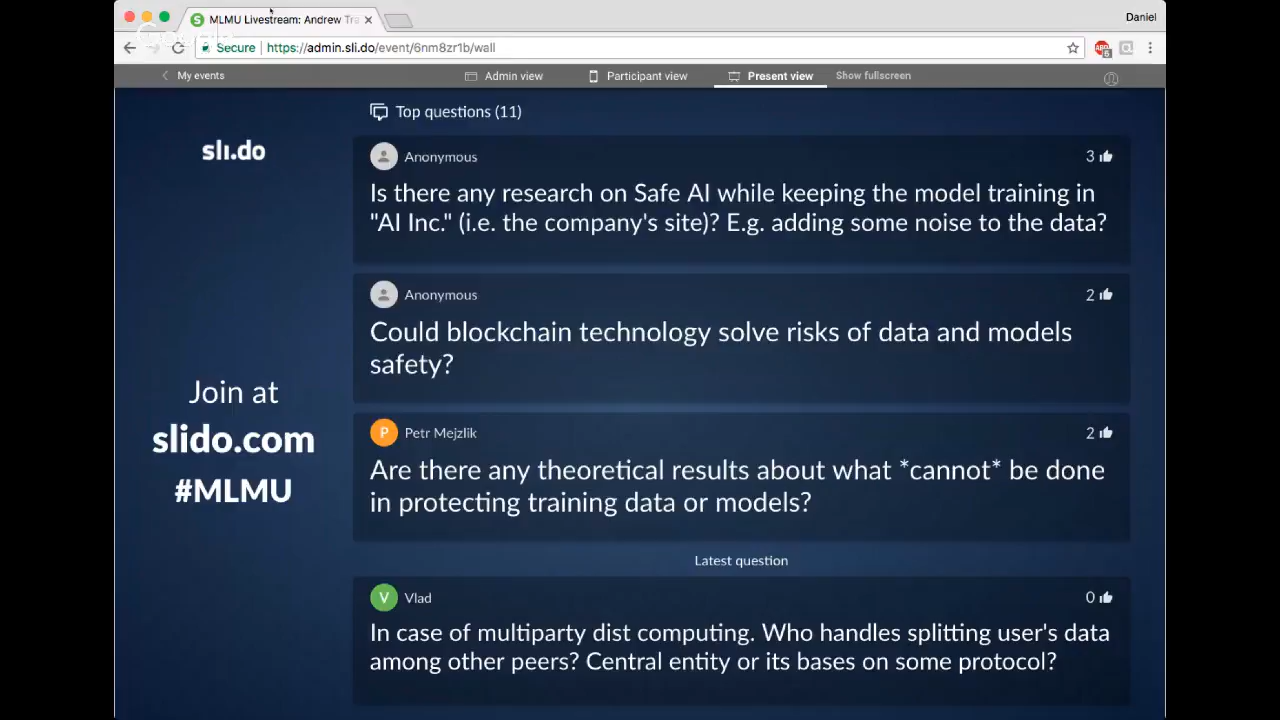 MLMU Livestream: Andrew Tra
Daniel
Google
Secure
https://admin.sli.do/event/6nm8zr1b/wall
My events
Admin view
Participant view
Present view
Show fullscreen
Top questions (11)
sli.do
Anonymous
3
Is there any research on Safe AI while keeping the model training in
"AI Inc." (i.e. the company's site)? E.g. adding some noise to the data?
Anonymous
2
Could blockchain technology solve risks of data and models
safety?
Join at
slido.com
#MLMU
P
Petr Mejzlik
2
Are there any theoretical results about what *cannot* be done
in protecting training data or models?
Latest question
V
Vlad
0
In case of multiparty dist computing. Who handles splitting user's data
among other peers? Central entity or its bases on some protocol?